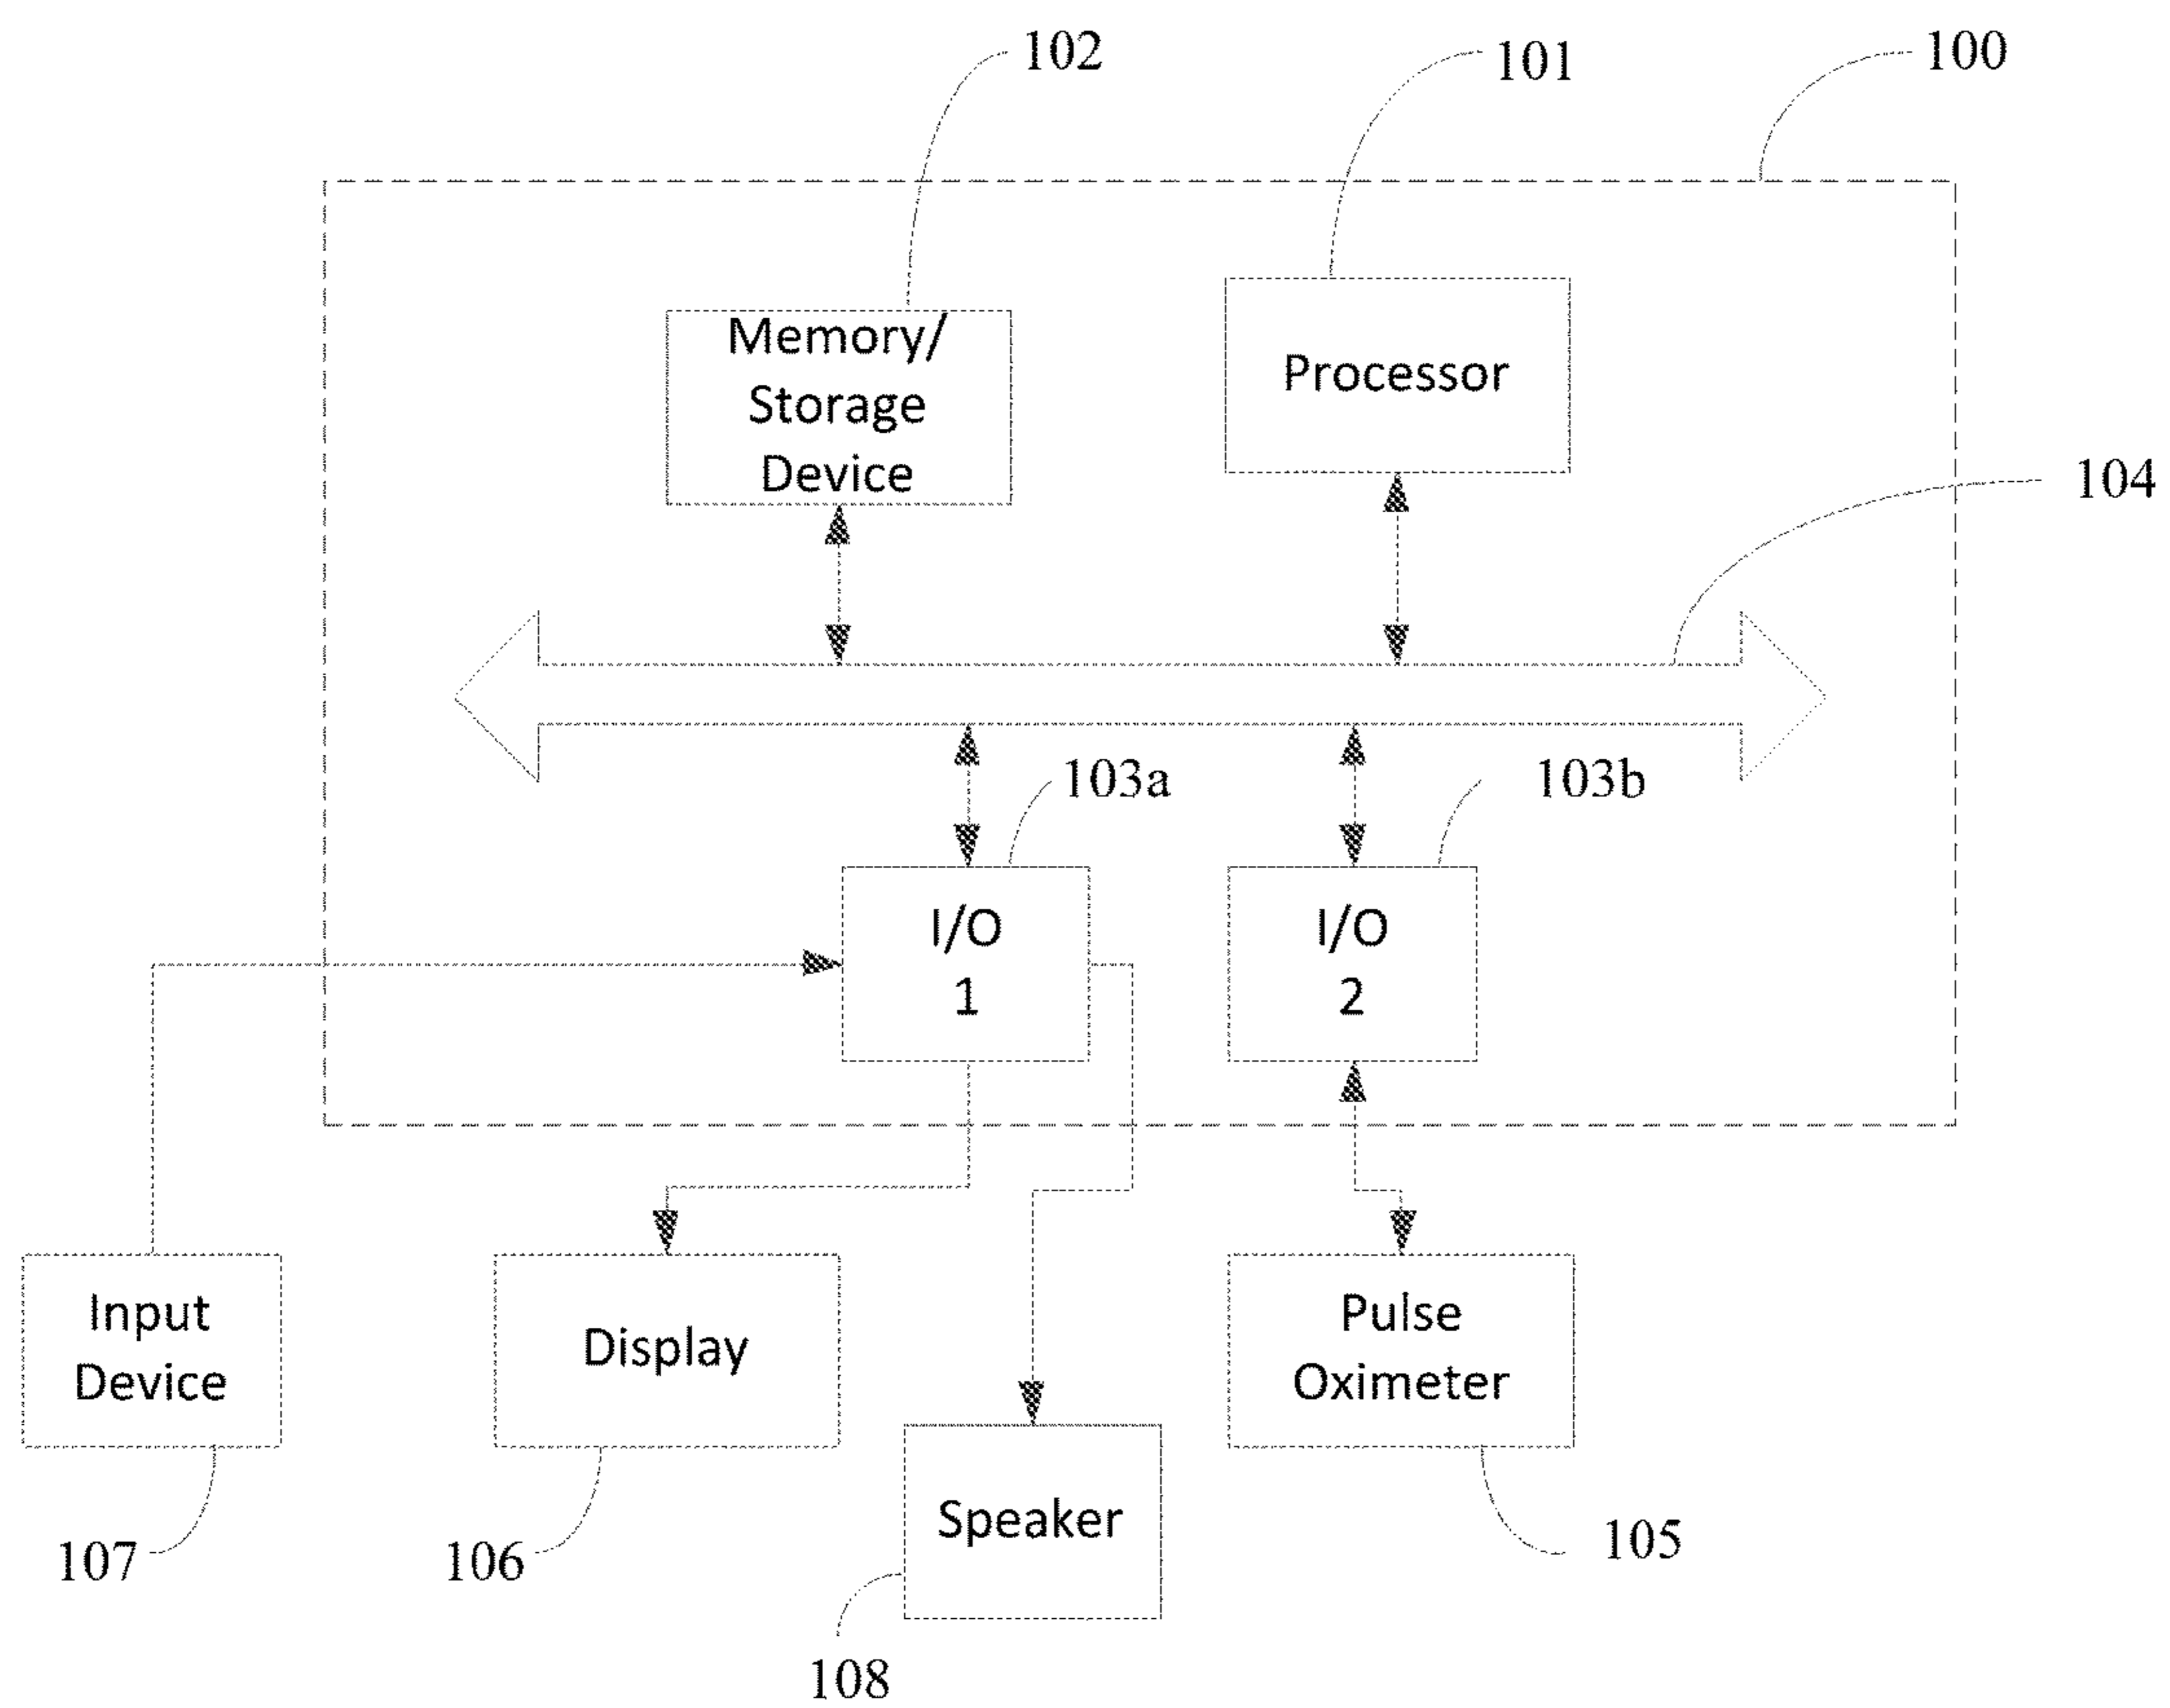 102
101
100
Memory/
Storage
Device
Processor
104
103a
103b
I/O
1
I/O
2
Input
Device
Display
Pulse
Oximeter
Speaker
107
106
105
108